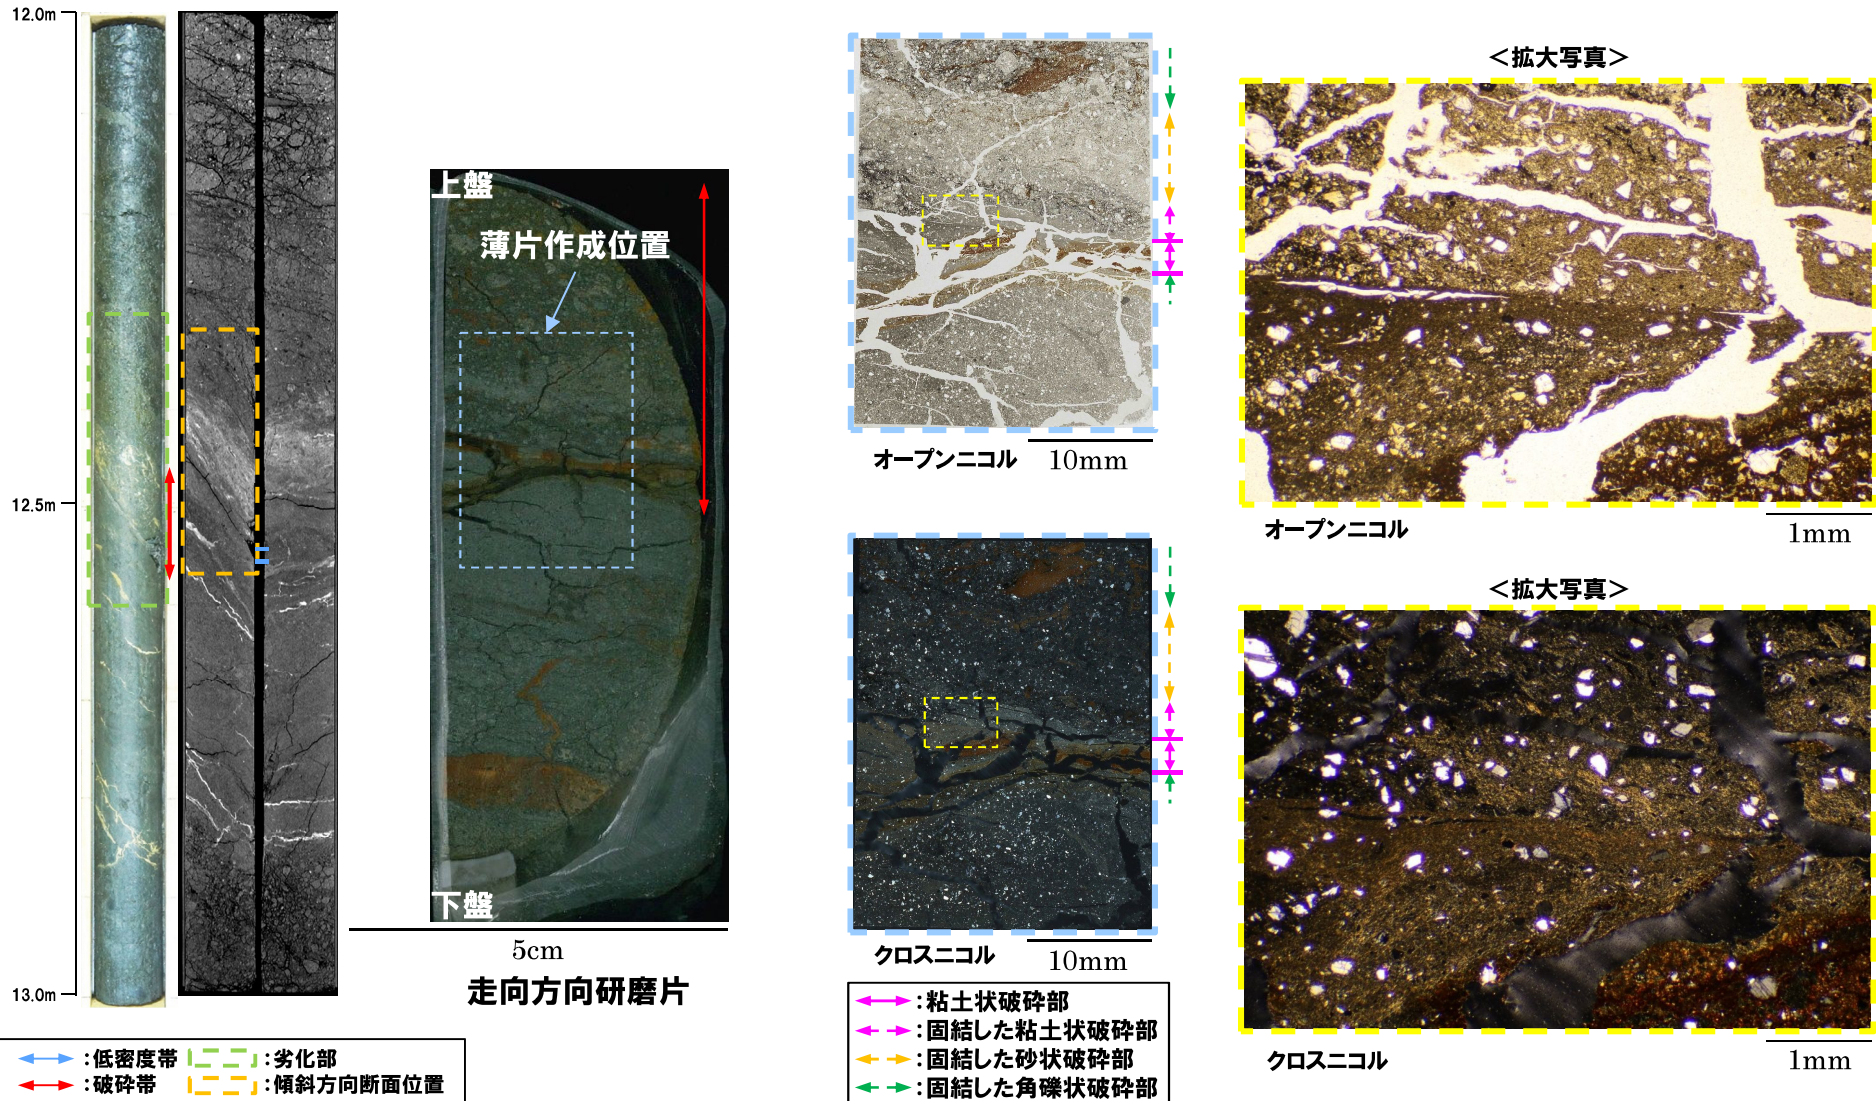 12.0m
12.5m
13.0m
:低密度帯
:劣化部
:破砕帯
:傾斜方向断面位置
上盤
薄片作成位置
下盤
5cm
走向方向研磨片
オープンニコル
10mm
クロスニコル
10mm
:粘土状破砕部
:固結した粘土状破砕部
:固結した砂状破砕部
:固結した角礫状破砕部
<拡大写真>
オープンニコル
1mm
<拡大写真>
クロスニコル
1mm